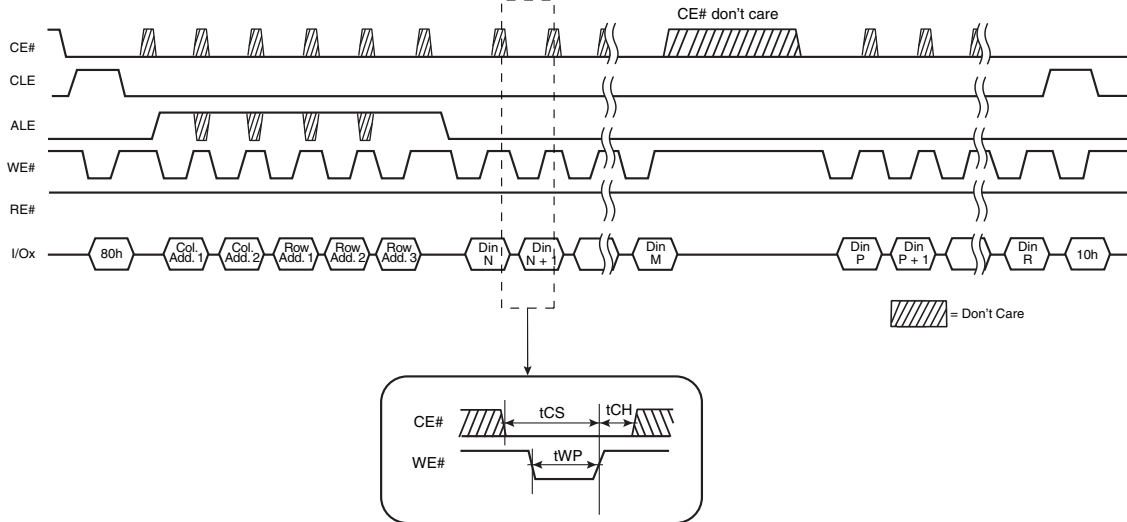 CE# don't care
CE#
CLE
ALE
WE#
RE#
I/Ox
80h
Col.
Add. 1
Col.
Add. 2
Row
Add. 1
Row
Add. 2
Row
Add. 3
Din
N
Din
N + 1
Din
M
Din
P
Din
P + 1
Din
R
10h
= Don't Care
CE#
tCS
tCH
WE#
tWP